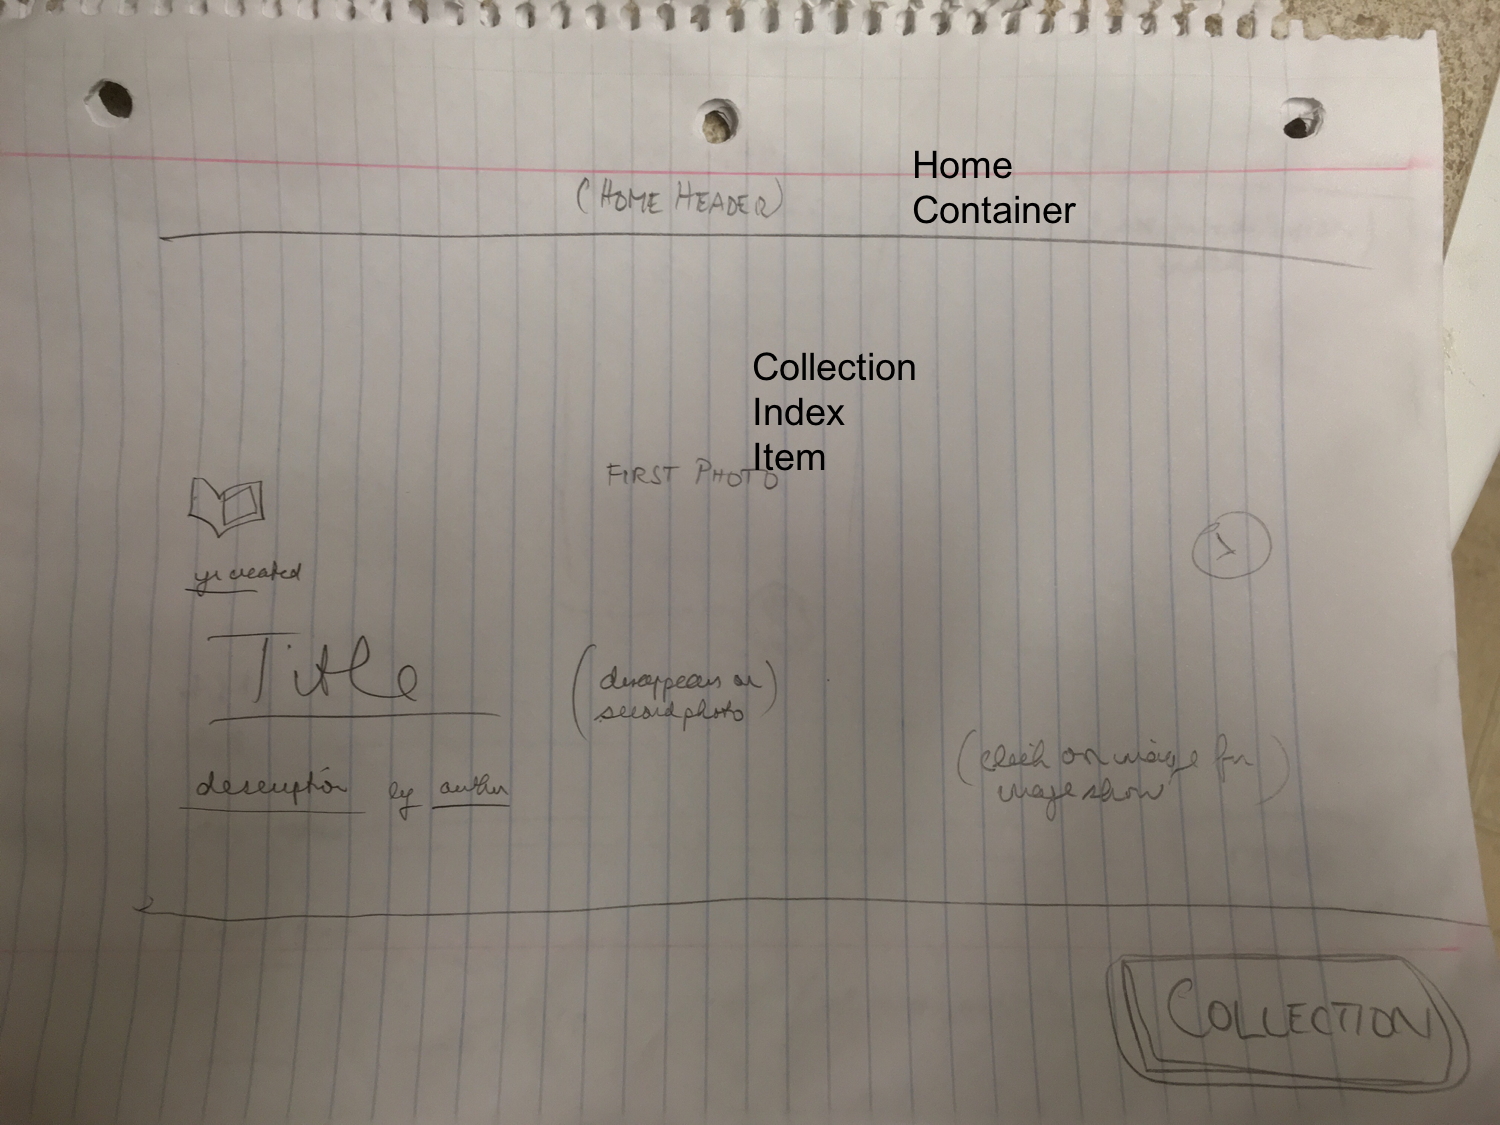 Home
Container
(HOME HEADER)
Collection
Index
Item
FIRST PHOTO
yr created
Title
(disappears on
second photo)
(click on image for
image show)
description by author
COLLECTION